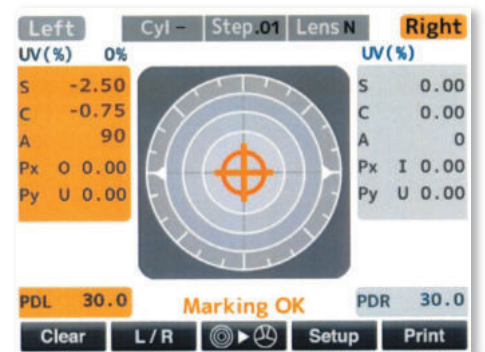 Left Cyl - Step.01 Lens N Right
UV(%) 0% UV(%)
S -2.50 S 0.00
C -0.75 C 0.00
A 90 A 0
Px O 0.00 Px I 0.00
Py U 0.00 Py U 0.00
PDL 30.0 Marking OK PDR 30.0
Clear L/R Setup Print